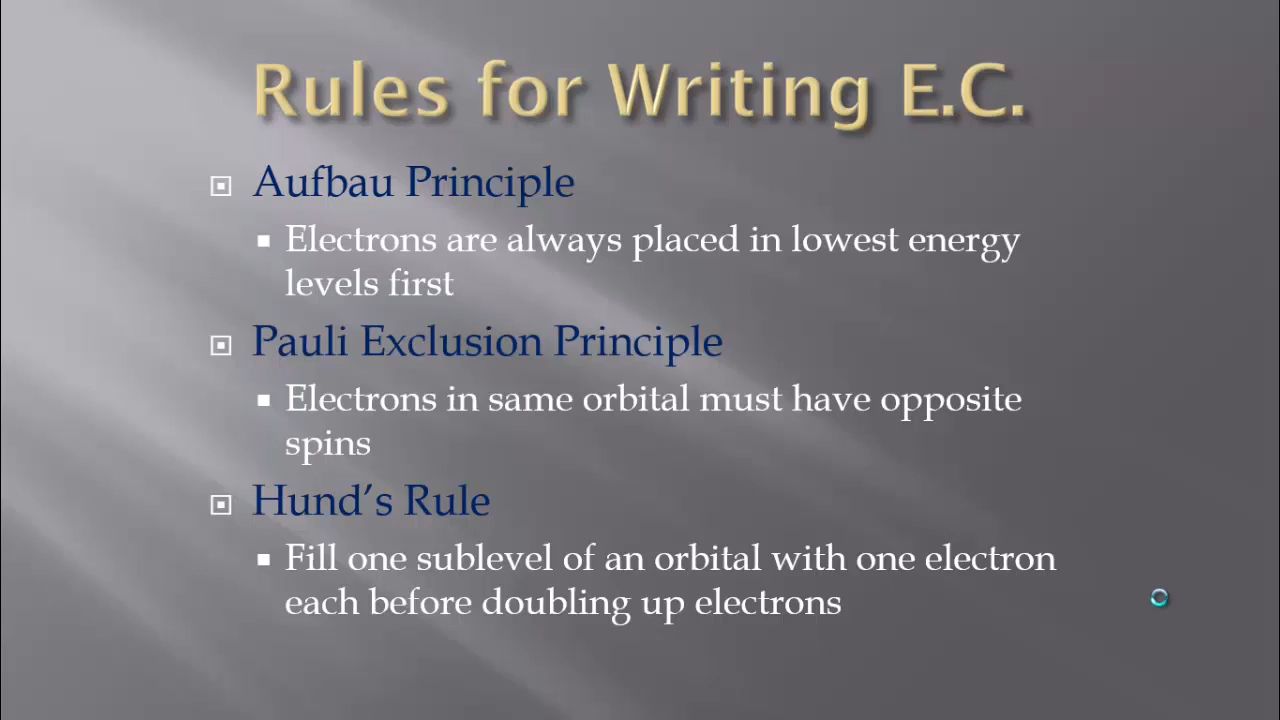 Rules for Writing E.C.
Aufbau Principle
Electrons are always placed in lowest energy
levels first
Pauli Exclusion Principle
Electrons in same orbital must have opposite
spins
Hund’s Rule
Fill one sublevel of an orbital with one electron
each before doubling up electrons